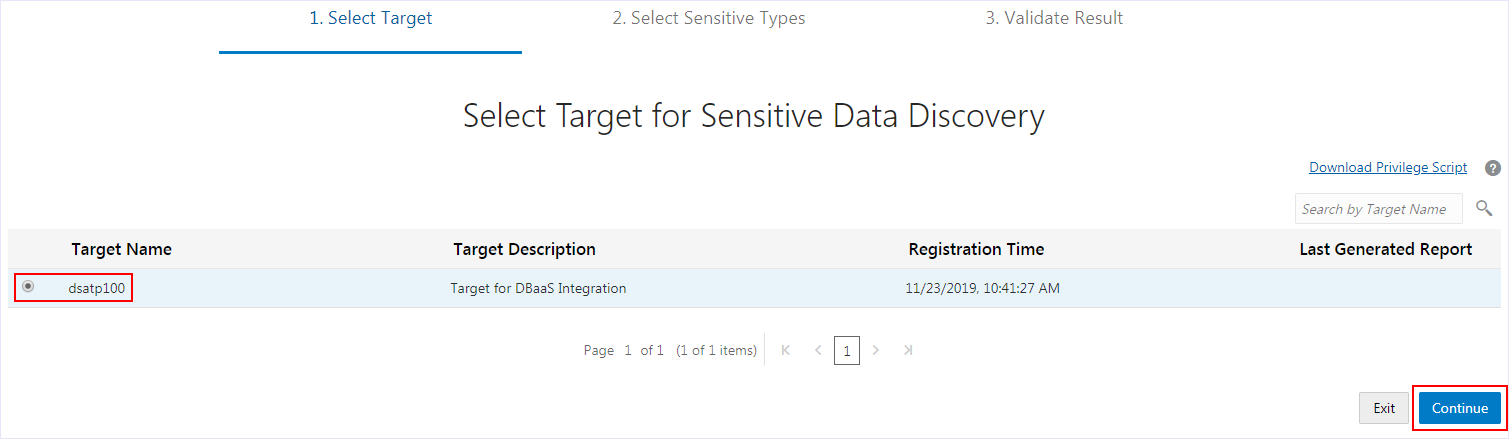 1. Select Target 2. Select Sensitive Types 3. Validate Result
Select Target for Sensitive Data Discovery
Download Privilege Script ?
Search by Target Name
Target Name Target Description Registration Time Last Generated Report
dsatp100 Target for DBaaS Integration 11/23/2019, 10:41:27 AM
Page 1 of 1 (1 of 1 items) 1
Exit Continue